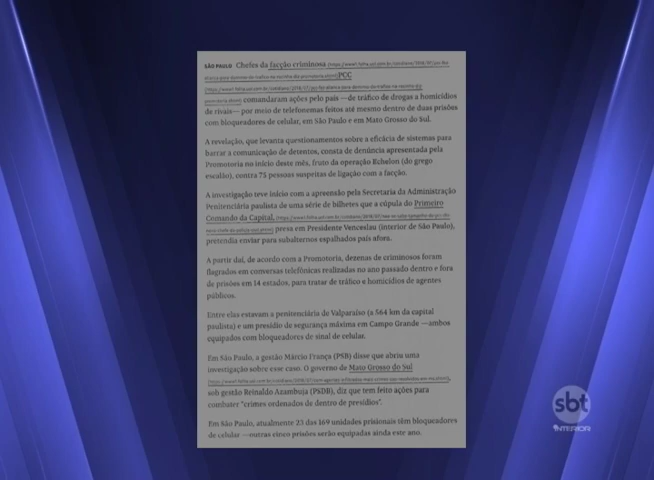 SÃO PAULO Chefes da facção criminosa
PCC
comandaram ações pelo país —de tráfico de drogas a homicídios
de rivais— por meio de telefonemas feitos até mesmo dentro de duas prisões
com bloqueadores de celular, em São Paulo e em Mato Grosso do Sul.
A revelação, que levanta questionamentos sobre a eficácia de sistemas para
barrar a comunicação de detentos, consta de denúncia apresentada pela
Promotoria no início deste mês, fruto da operação Echelon (do grego
escalão), contra 75 pessoas suspeitas de ligação com a facção.
A investigação teve início com a apreensão pela Secretaria da Administração
Penitenciária paulista de uma série de bilhetes que a cúpula do Primeiro
Comando da Capital,
presa em Presidente Venceslau (interior de São Paulo),
pretendia enviar para subalternos espalhados país afora.
A partir daí, de acordo com a Promotoria, dezenas de criminosos foram
flagrados em conversas telefônicas realizadas no ano passado dentro e fora
de prisões em 14 estados, para tratar de tráfico e homicídios de agentes
públicos.
Entre elas estavam a penitenciária de Valparaíso (a 564 km da capital
paulista) e um presídio de segurança máxima em Campo Grande —ambos
equipados com bloqueadores de sinal de celular.
Em São Paulo, a gestão Márcio França (PSB) disse que abriu uma
investigação sobre esse caso. O governo de Mato Grosso do Sul
sob gestão Reinaldo Azambuja (PSDB), diz que tem feito ações para
combater "crimes ordenados de dentro de presídios".
Em São Paulo, atualmente 23 das 169 unidades prisionais têm bloqueadores
de celular —outras cinco prisões serão equipadas ainda este ano.
sbt
INTERIOR